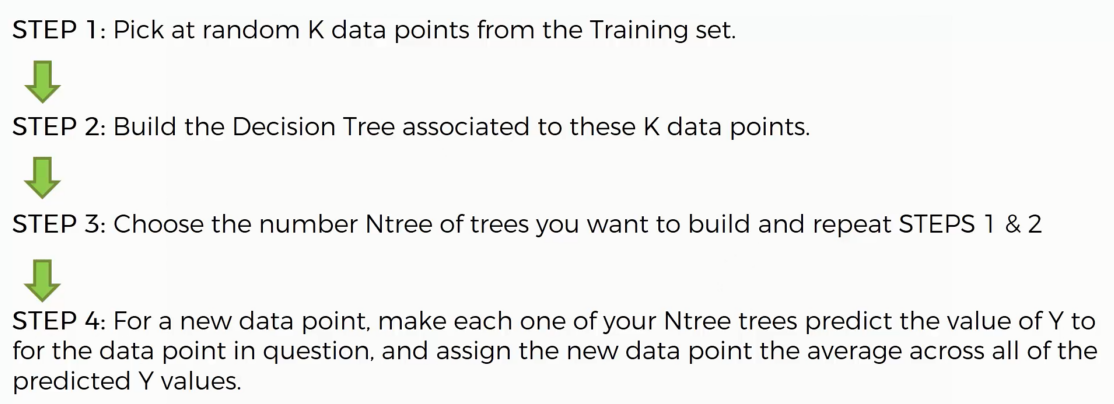 STEP 1: Pick at random K data points from the Training set.
STEP 2: Build the Decision Tree associated to these K data points.
STEP 3: Choose the number Ntree of trees you want to build and repeat STEPS 1 & 2
STEP 4: For a new data point, make each one of your Ntree trees predict the value of Y to
for the data point in question, and assign the new data point the average across all of the
predicted Y values.